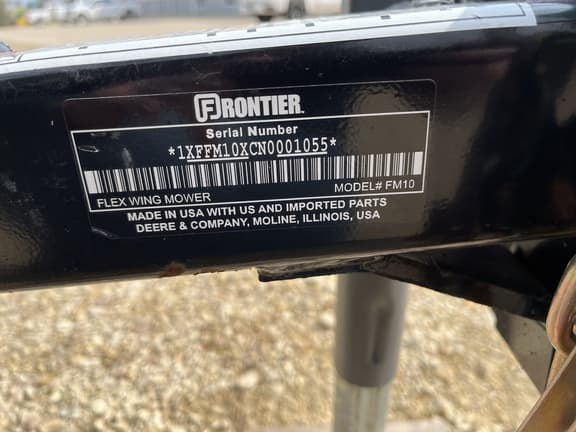 FRONTIER
Serial Number
*1XFFM10XCN0001055*
FLEX WING MOWER MODEL# FM10
MADE IN USA WITH US AND IMPORTED PARTS
DEERE & COMPANY, MOLINE, ILLINOIS, USA